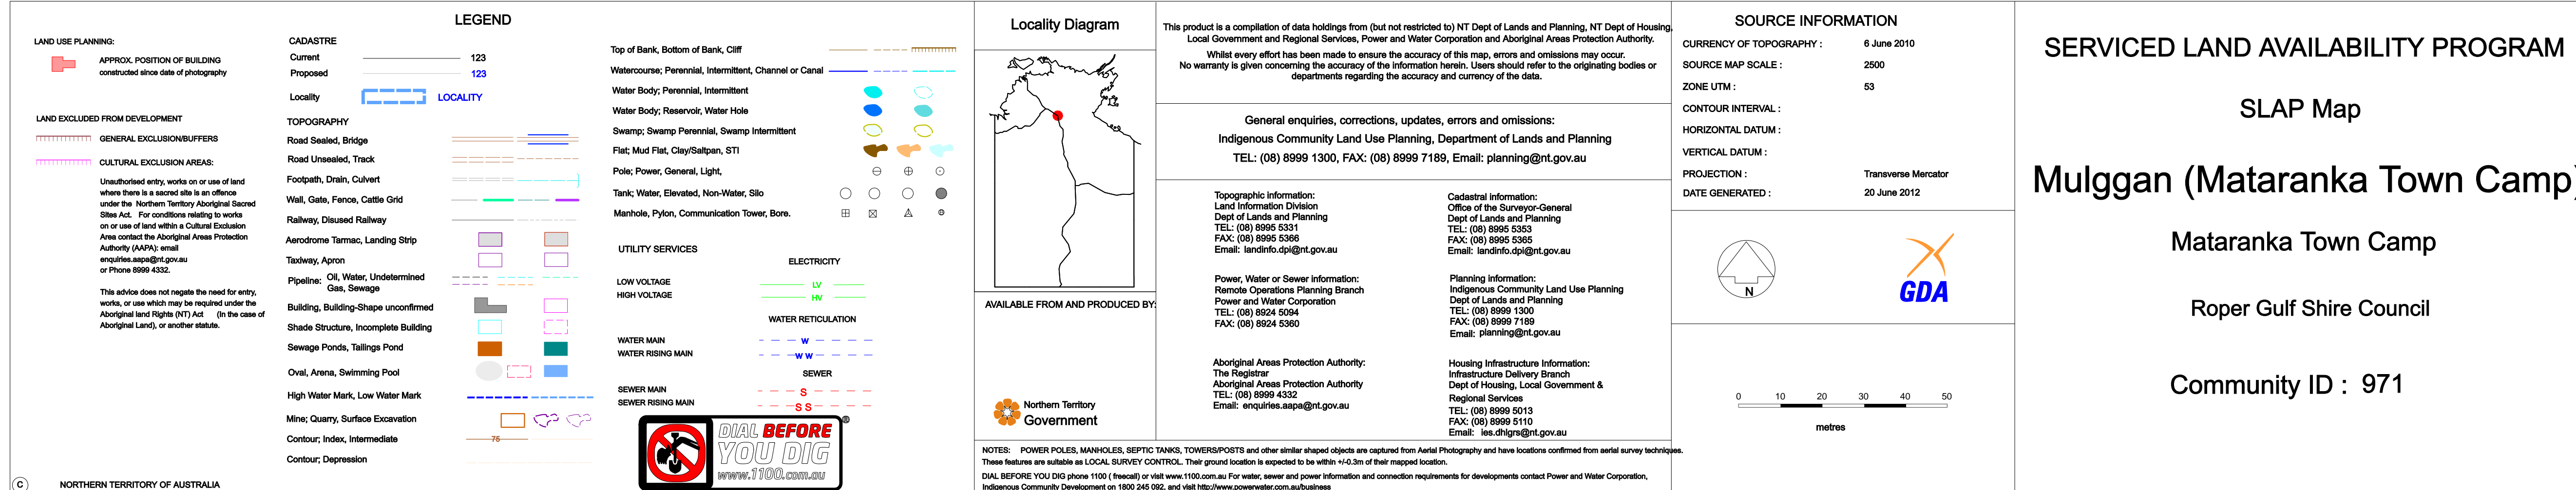 LEGEND
LAND USE PLANNING:
APPROX. POSITION OF BUILDING
constructed since date of photography
LAND EXCLUDED FROM DEVELOPMENT
GENERAL EXCLUSION/BUFFERS
CULTURAL EXCLUSION AREAS:
Unauthorised entry, works on or use of land
where there is a sacred site is an offence
under the Northern Territory Aboriginal Sacred
Sites Act. For conditions relating to works
on or use of land within a Cultural Exclusion
Area contact the Aboriginal Areas Protection
Authority (AAPA): email
enquiries.aapa@nt.gov.au
or Phone 8999 4332.
This advice does not negate the need for entry,
works, or use which may be required under the
Aboriginal land Rights (NT) Act (In the case of
Aboriginal Land), or another statute.
C NORTHERN TERRITORY OF AUSTRALIA
CADASTRE
Current 123
Proposed 123
Locality LOCALITY
TOPOGRAPHY
Road Sealed, Bridge
Road Unsealed, Track
Footpath, Drain, Culvert
Wall, Gate, Fence, Cattle Grid
Railway, Disused Railway
Aerodrome Tarmac, Landing Strip
Taxiway, Apron
Pipeline: Oil, Water, Undetermined
Gas, Sewage
Building, Building-Shape unconfirmed
Shade Structure, Incomplete Building
Sewage Ponds, Tailings Pond
Oval, Arena, Swimming Pool
High Water Mark, Low Water Mark
Mine; Quarry, Surface Excavation
Contour; Index, Intermediate 75
Contour; Depression
Top of Bank, Bottom of Bank, Cliff
Watercourse; Perennial, Intermittent, Channel or Canal
Water Body; Perennial, Intermittent
Water Body; Reservoir, Water Hole
Swamp; Swamp Perennial, Swamp Intermittent
Flat; Mud Flat, Clay/Saltpan, STI
Pole; Power, General, Light,
Tank; Water, Elevated, Non-Water, Silo
Manhole, Pylon, Communication Tower, Bore.
UTILITY SERVICES
ELECTRICITY
LOW VOLTAGE LV
HIGH VOLTAGE HV
WATER RETICULATION
WATER MAIN W
WATER RISING MAIN W W
SEWER
SEWER MAIN S
SEWER RISING MAIN S S
DIAL BEFORE
YOU DIG
www.1100.com.au
®
Locality Diagram
AVAILABLE FROM AND PRODUCED BY:
Northern Territory
Government
This product is a compilation of data holdings from (but not restricted to) NT Dept of Lands and Planning, NT Dept of Housing,
Local Government and Regional Services, Power and Water Corporation and Aboriginal Areas Protection Authority.
Whilst every effort has been made to ensure the accuracy of this map, errors and omissions may occur.
No warranty is given concerning the accuracy of the information herein. Users should refer to the originating bodies or
departments regarding the accuracy and currency of the data.
General enquiries, corrections, updates, errors and omissions:
Indigenous Community Land Use Planning, Department of Lands and Planning
TEL: (08) 8999 1300, FAX: (08) 8999 7189, Email: planning@nt.gov.au
Topographic information:
Land Information Division
Dept of Lands and Planning
TEL: (08) 8995 5331
FAX: (08) 8995 5366
Email: landinfo.dpi@nt.gov.au
Cadastral information:
Office of the Surveyor-General
Dept of Lands and Planning
TEL: (08) 8995 5353
FAX: (08) 8995 5365
Email: landinfo.dpi@nt.gov.au
Power, Water or Sewer information:
Remote Operations Planning Branch
Power and Water Corporation
TEL: (08) 8924 5094
FAX: (08) 8924 5360
Planning information:
Indigenous Community Land Use Planning
Dept of Lands and Planning
TEL: (08) 8999 1300
FAX: (08) 8999 7189
Email: planning@nt.gov.au
Aboriginal Areas Protection Authority:
The Registrar
Aboriginal Areas Protection Authority
TEL: (08) 8999 4332
Email: enquiries.aapa@nt.gov.au
Housing Infrastructure Information:
Infrastructure Delivery Branch
Dept of Housing, Local Government &
Regional Services
TEL: (08) 8999 5013
FAX: (08) 8999 5110
Email: ies.dhlgrs@nt.gov.au
NOTES: POWER POLES, MANHOLES, SEPTIC TANKS, TOWERS/POSTS and other similar shaped objects are captured from Aerial Photography and have locations confirmed from aerial survey techniques.
These features are suitable as LOCAL SURVEY CONTROL. Their ground location is expected to be within +/-0.3m of their mapped location.
DIAL BEFORE YOU DIG phone 1100 ( freecall) or visit www.1100.com.au For water, sewer and power information and connection requirements for developments contact Power and Water Corporation,
Indigenous Community Development on 1800 245 092, and visit http://www.powerwater.com.au/business
SOURCE INFORMATION
CURRENCY OF TOPOGRAPHY : 6 June 2010
SOURCE MAP SCALE : 2500
ZONE UTM : 53
CONTOUR INTERVAL :
HORIZONTAL DATUM :
VERTICAL DATUM :
PROJECTION : Transverse Mercator
DATE GENERATED : 20 June 2012
N
GDA
0 10 20 30 40 50
metres
SERVICED LAND AVAILABILITY PROGRAM
SLAP Map
Mulggan (Mataranka Town Camp)
Mataranka Town Camp
Roper Gulf Shire Council
Community ID : 971